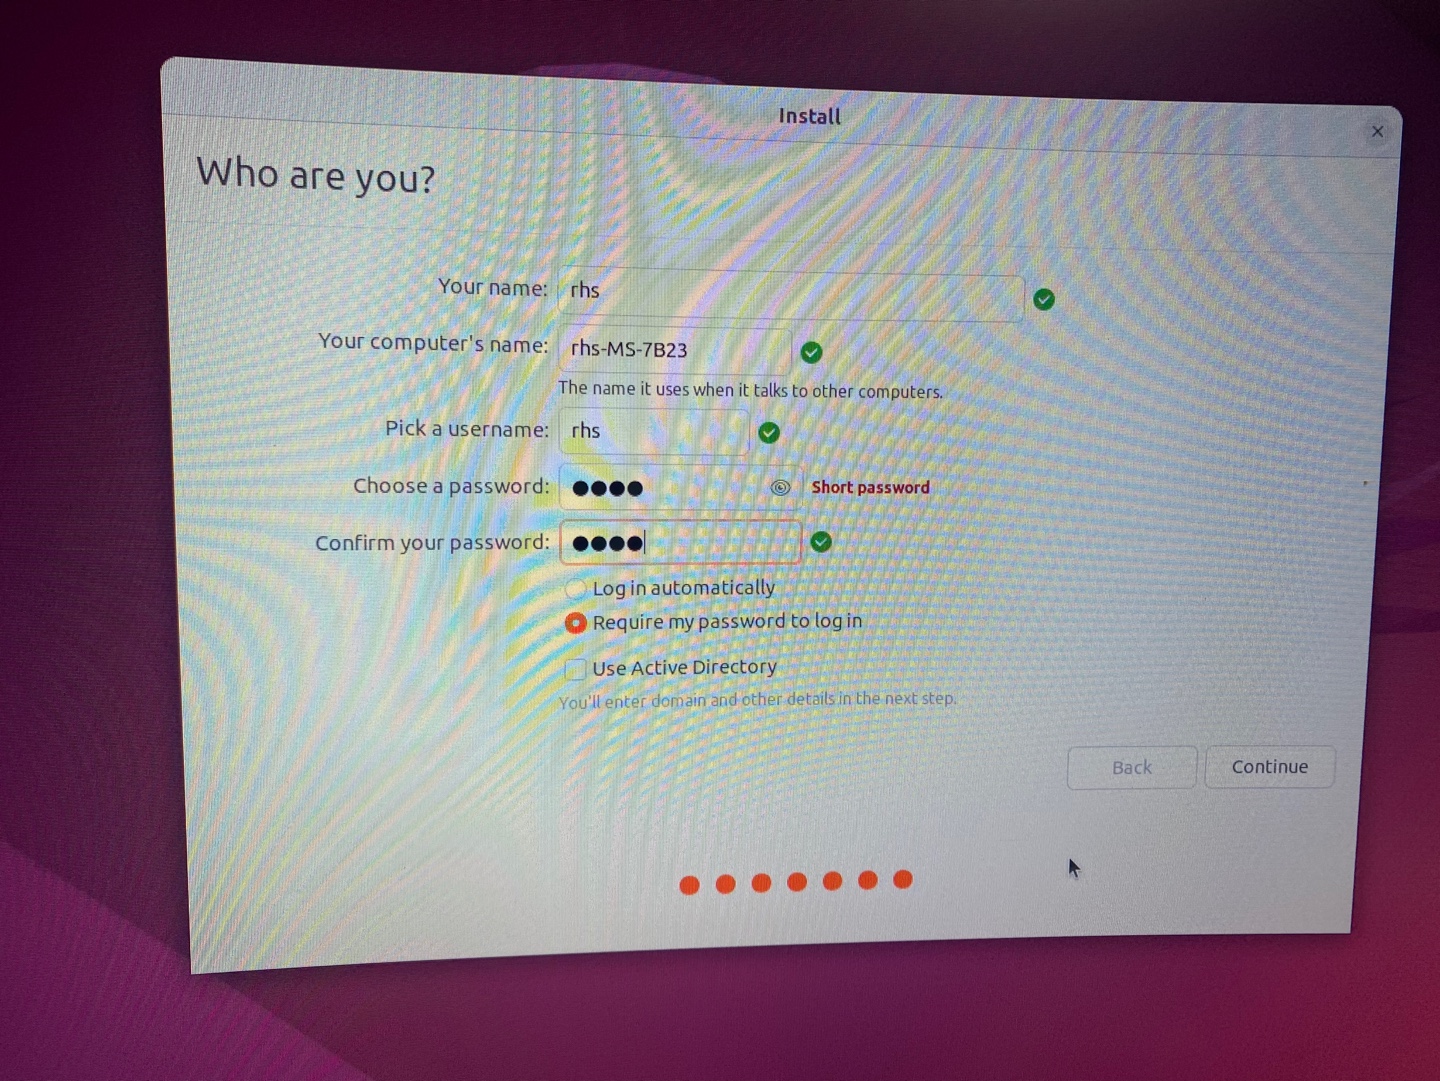 Install
Who are you?
Your name: rhs
Your computer's name: rhs-MS-7B23
The name it uses when it talks to other computers.
Pick a username: rhs
Choose a password: ●●●● Short password
Confirm your password: ●●●●
Log in automatically
Require my password to log in
Use Active Directory
You'll enter domain and other details in the next step.
Back Continue